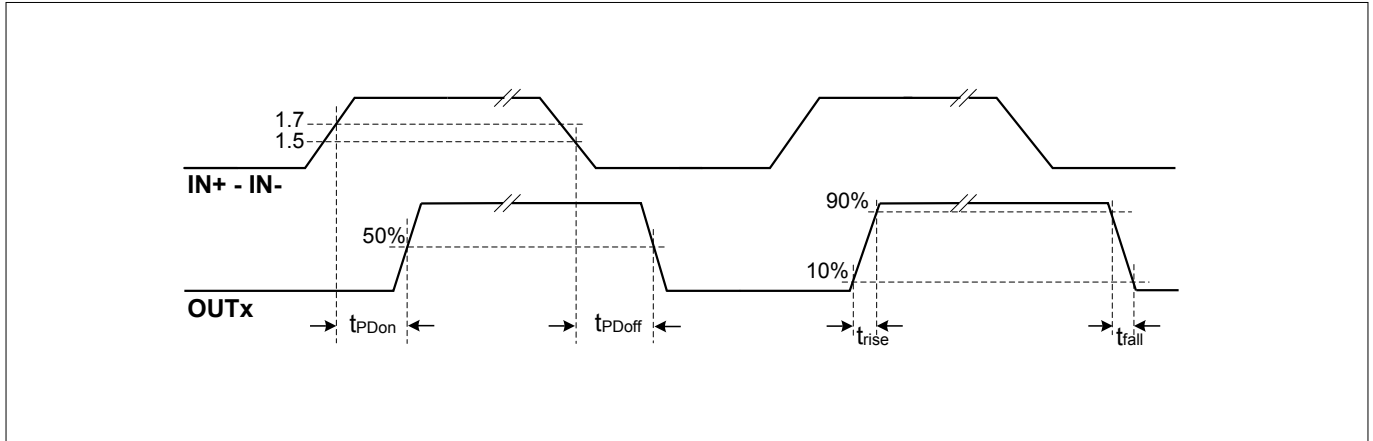 1.7
1.5
IN+ - IN-
90%
50%
10%
OUTx
tPDon
tPDoff
trise
tfall